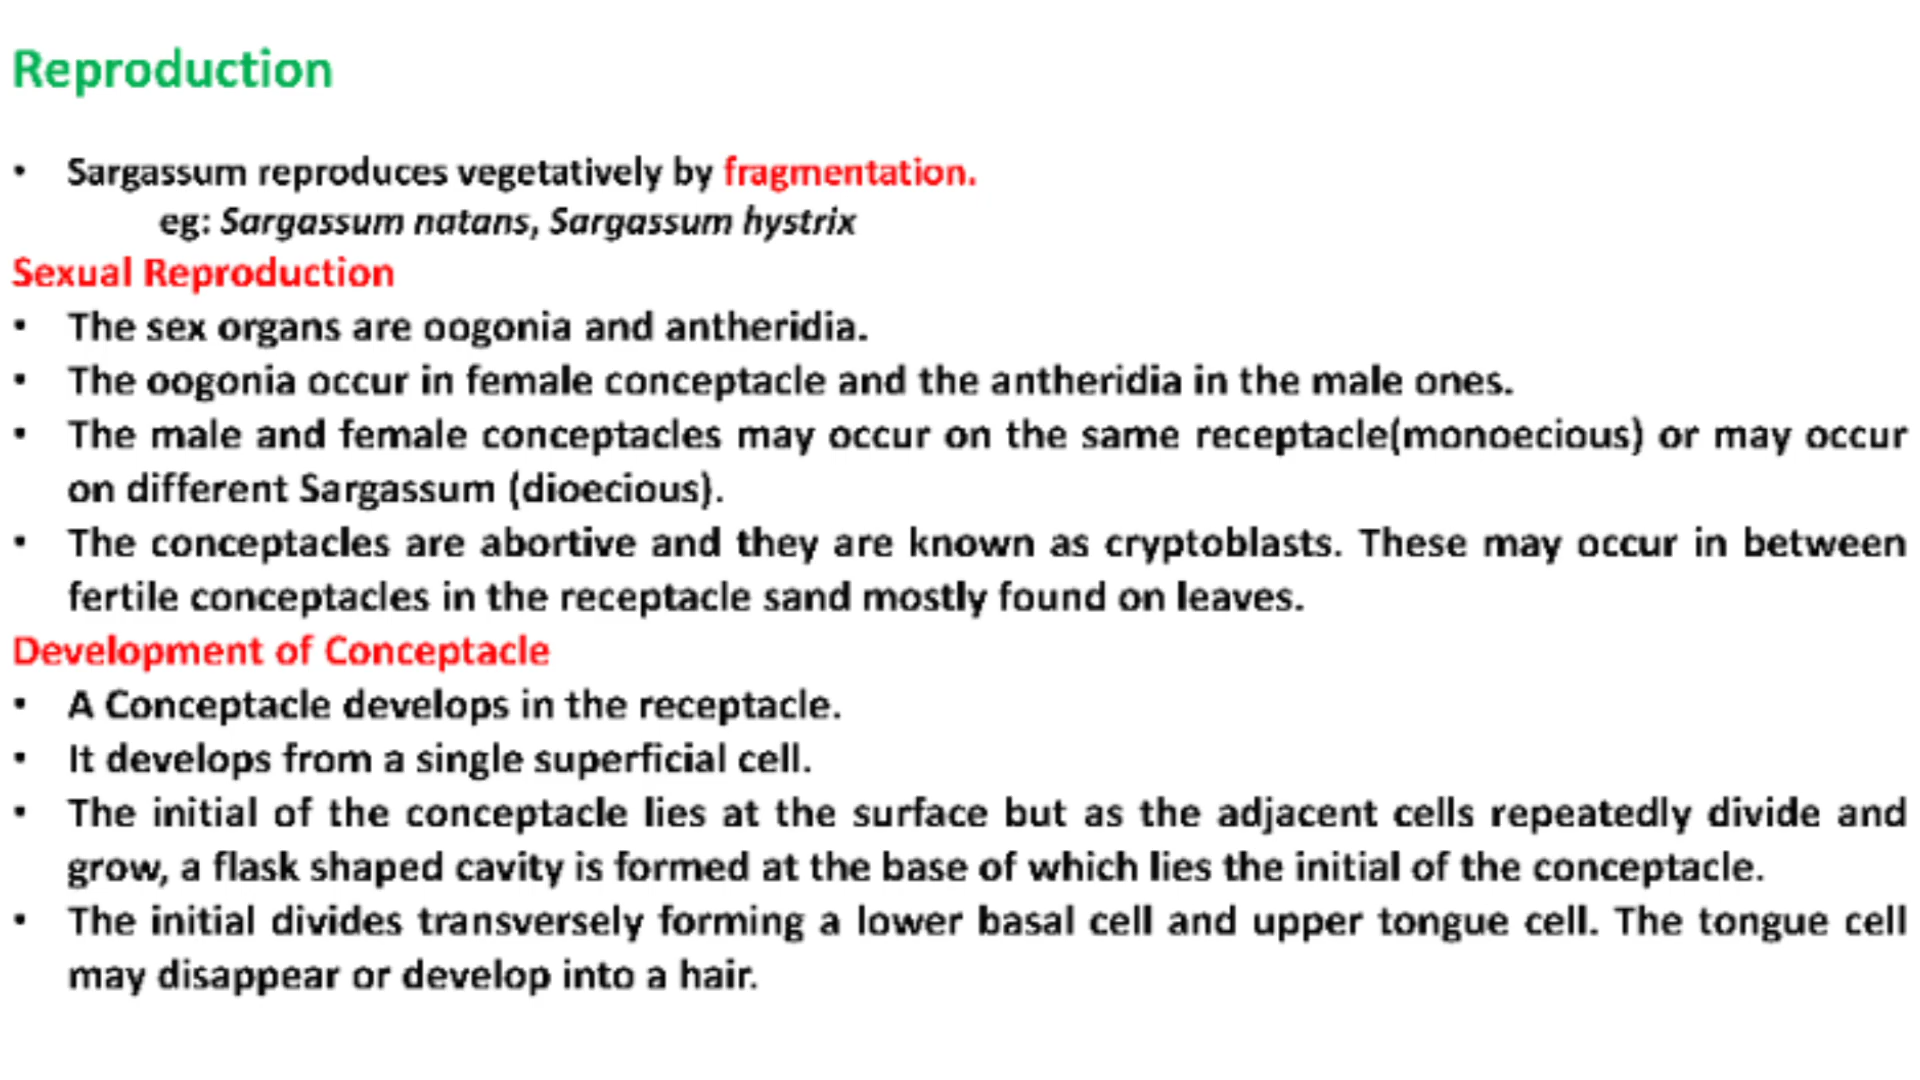 Reproduction
• Sargassum reproduces vegetatively by fragmentation.
eg: Sargassum natans, Sargassum hystrix
Sexual Reproduction
• The sex organs are oogonia and antheridia.
• The oogonia occur in female conceptacle and the antheridia in the male ones.
• The male and female conceptacles may occur on the same receptacle(monoecious) or may occur
on different Sargassum (dioecious).
• The conceptacles are abortive and they are known as cryptoblasts. These may occur in between
fertile conceptacles in the receptacle sand mostly found on leaves.
Development of Conceptacle
• A Conceptacle develops in the receptacle.
• It develops from a single superficial cell.
• The initial of the conceptacle lies at the surface but as the adjacent cells repeatedly divide and
grow, a flask shaped cavity is formed at the base of which lies the initial of the conceptacle.
• The initial divides transversely forming a lower basal cell and upper tongue cell. The tongue cell
may disappear or develop into a hair.